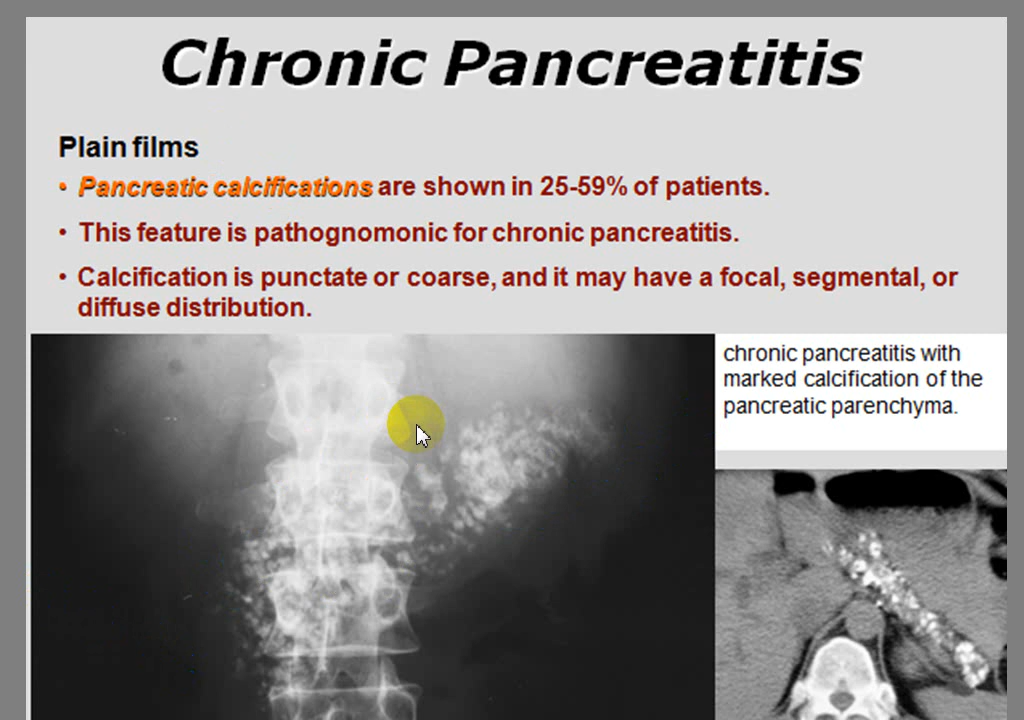 Chronic Pancreatitis
Plain films
• Pancreatic calcifications are shown in 25-59% of patients.
• This feature is pathognomonic for chronic pancreatitis.
• Calcification is punctate or coarse, and it may have a focal, segmental, or
diffuse distribution.
chronic pancreatitis with
marked calcification of the
pancreatic parenchyma.